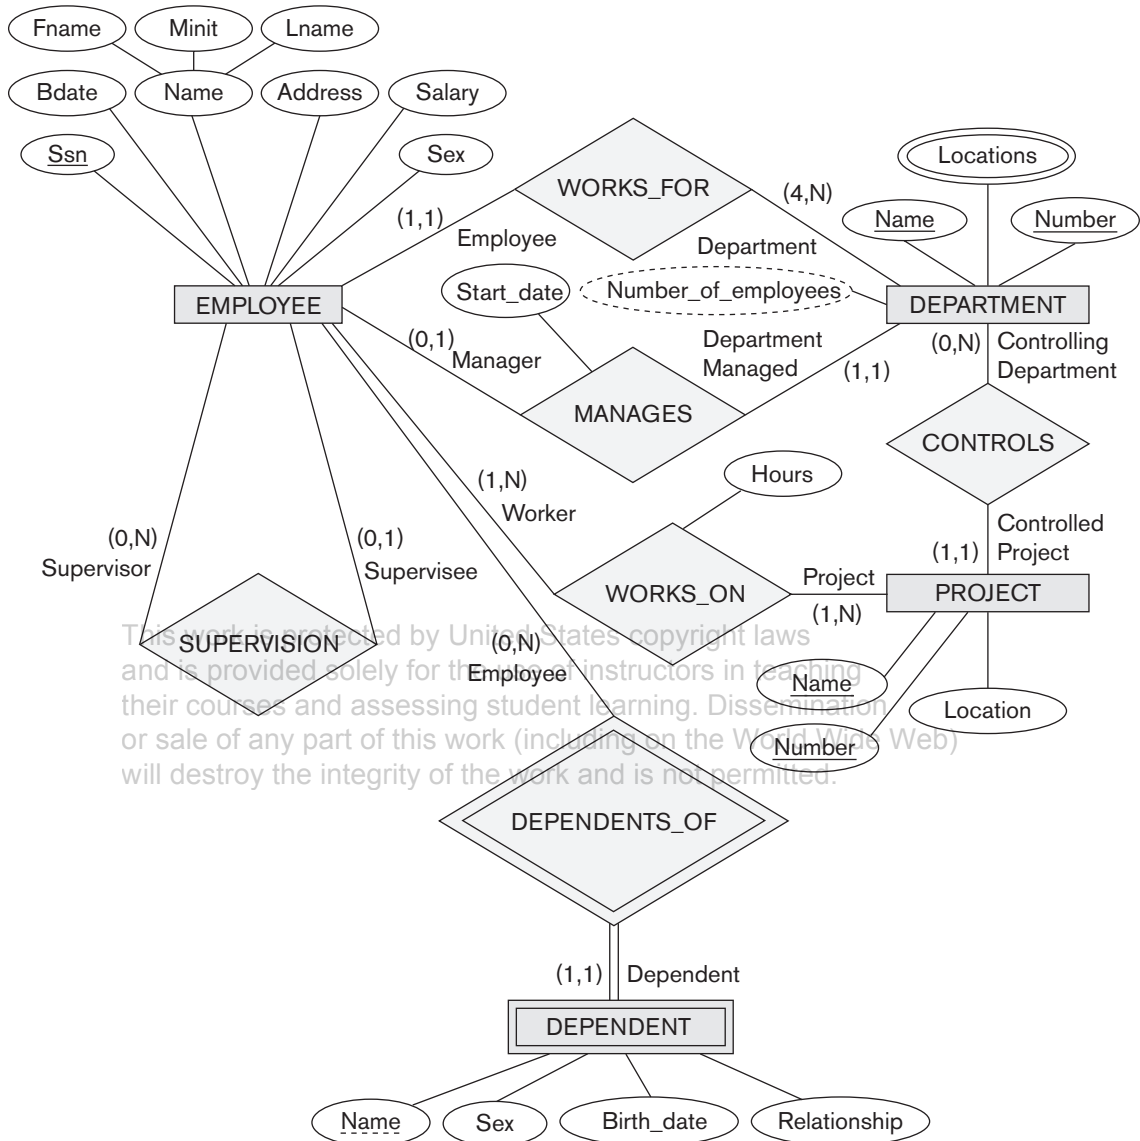 Fname Minit Lname
Bdate Name Address Salary
Ssn Sex
WORKS_FOR
Locations
(1,1)
Employee
(4,N)
Department
Name Number
Start_date
Number_of_employees
EMPLOYEE
DEPARTMENT
(0,1)
Manager
MANAGES
Department
Managed
(1,1)
(0,N)
Controlling
Department
CONTROLS
(1,N)
Worker
Hours
(0,N)
Supervisor
(0,1)
Supervisee
SUPERVISION
WORKS_ON
Project
(1,N)
(1,1)
Controlled
Project
PROJECT
(0,N)
Employee
Name
Number
Location
This work is protected by United States copyright laws
and is provided solely for the use of instructors in teaching
their courses and assessing student learning. Dissemination
or sale of any part of this work (including on the World Wide Web)
will destroy the integrity of the work and is not permitted.
DEPENDENTS_OF
(1,1)
Dependent
DEPENDENT
Name Sex Birth_date Relationship